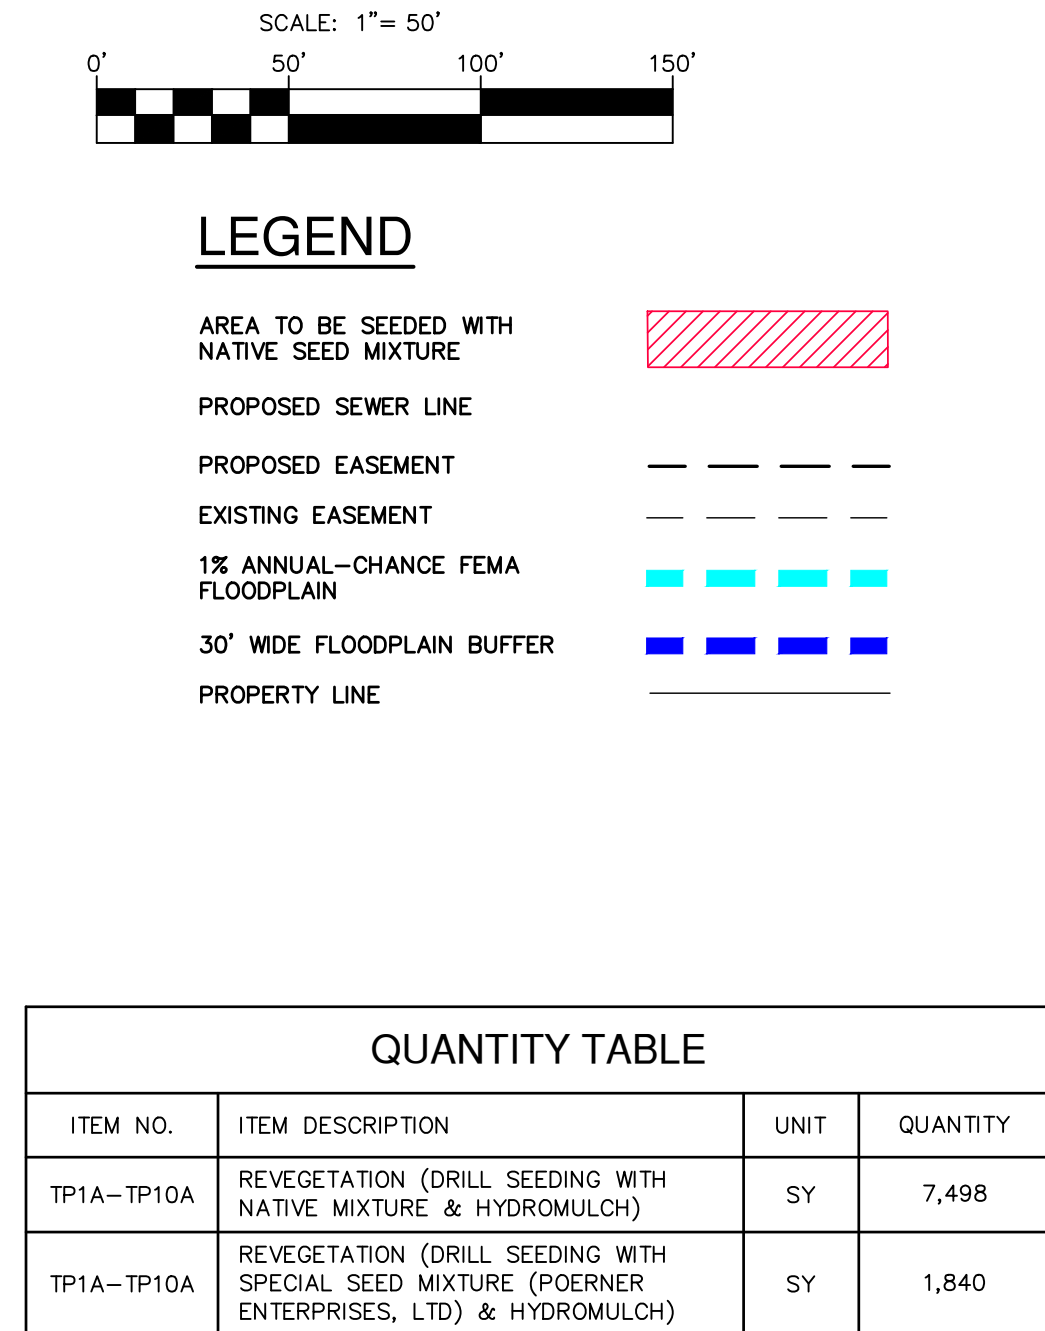 SCALE: 1"= 50'
0' 50' 100' 150'
LEGEND
AREA TO BE SEEDED WITH
NATIVE SEED MIXTURE
PROPOSED SEWER LINE
PROPOSED EASEMENT
EXISTING EASEMENT
1% ANNUAL-CHANCE FEMA
FLOODPLAIN
30' WIDE FLOODPLAIN BUFFER
PROPERTY LINE
QUANTITY TABLE
ITEM NO. ITEM DESCRIPTION UNIT QUANTITY
REVEGETATION (DRILL SEEDING WITH
TP1A-TP10A SY 7,498
NATIVE MIXTURE & HYDROMULCH)
REVEGETATION (DRILL SEEDING WITH
TP1A-TP10A SPECIAL SEED MIXTURE (POERNER SY 1,840
ENTERPRISES, LTD) & HYDROMULCH)